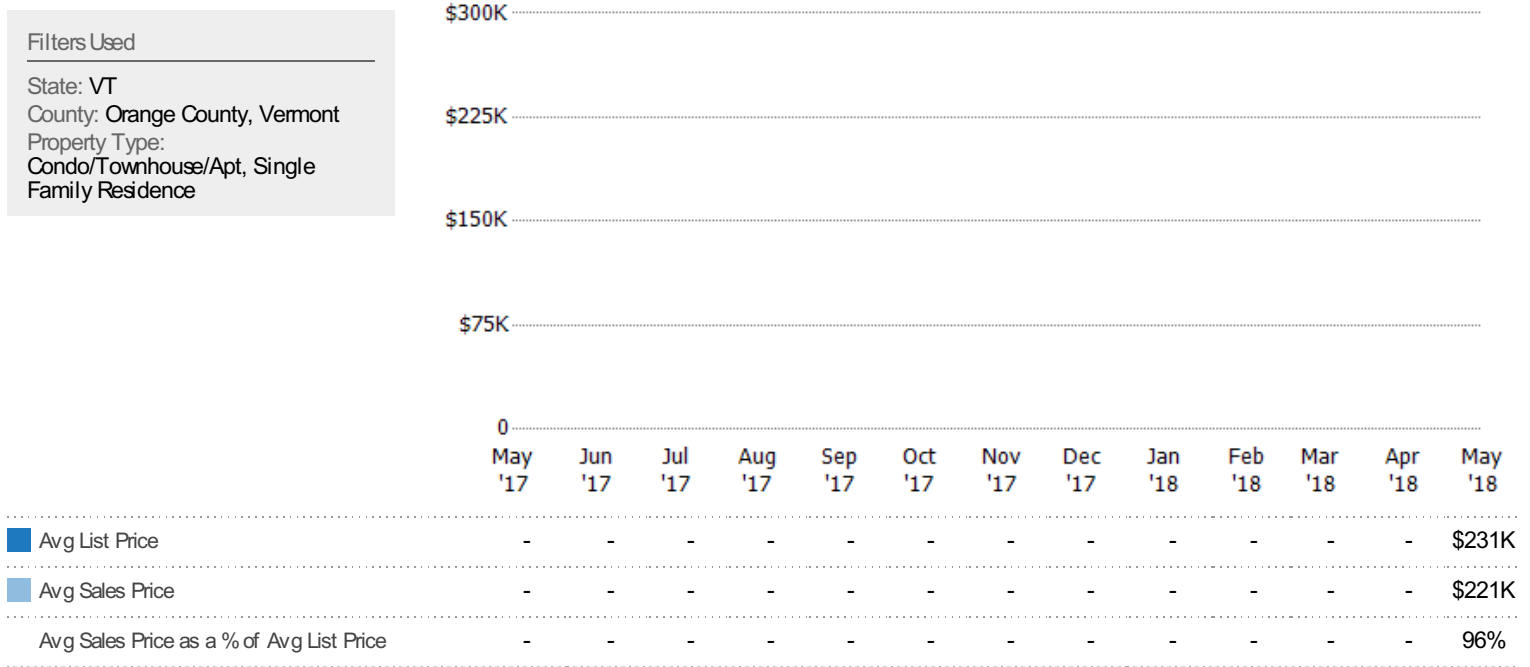 Filters Used
State: VT
County: Orange County, Vermont
Property Type:
Condo/Townhouse/Apt, Single
Family Residence
$300K
$225K
$150K
$75K
0
May Jun Jul Aug Sep Oct Nov Dec Jan Feb Mar Apr May
'17 '17 '17 '17 '17 '17 '17 '17 '18 '18 '18 '18 '18
Avg List Price - - - - - - - - - - - - $231K
Avg Sales Price - - - - - - - - - - - - $221K
Avg Sales Price as a % of Avg List Price - - - - - - - - - - - - 96%